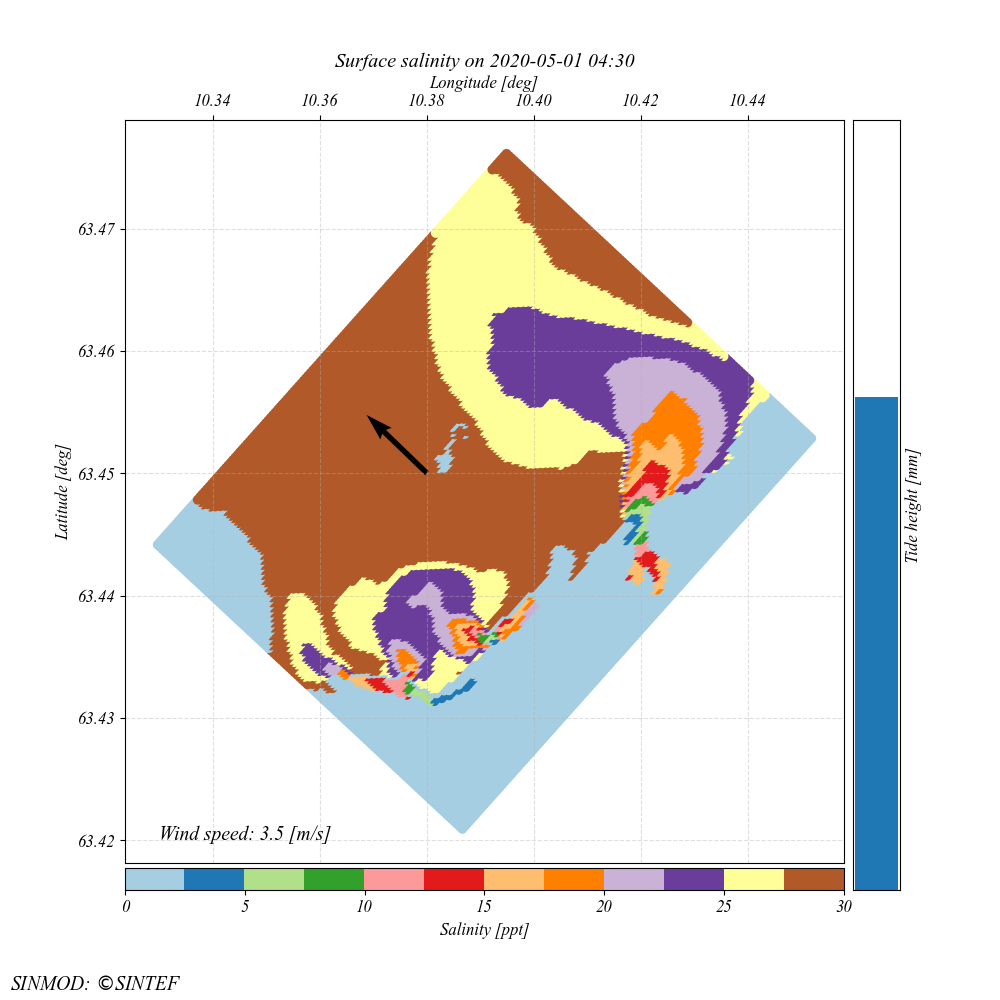 Surface salinity on 2020-05-01 04:30
Longitude [deg]
10.34 10.36 10.38 10.40 10.42 10.44
63.47
63.46
63.45
63.44
63.43
63.42
Latitude [deg]
Tide height [mm]
Wind speed: 3.5 [m/s]
0 5 10 15 20 25 30
Salinity [ppt]
SINMOD: ©SINTEF